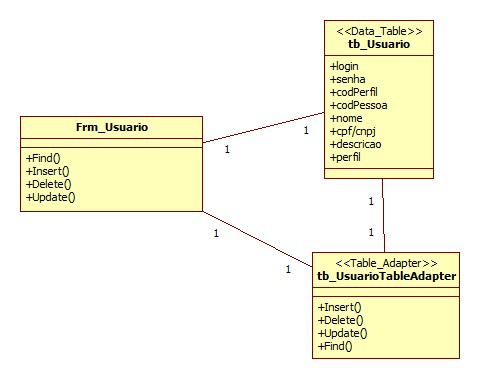 <<Data_Table>>
tb_Usuario
+login
+senha
+codPerfil
+codPessoa
+nome
+cpf/cnpj
+descricao
+perfil
Frm_Usuario
+Find()
+Insert()
+Delete()
+Update()
1
1
1
1
1
1
<<Table_Adapter>>
tb_UsuarioTableAdapter
+Insert()
+Delete()
+Update()
+Find()